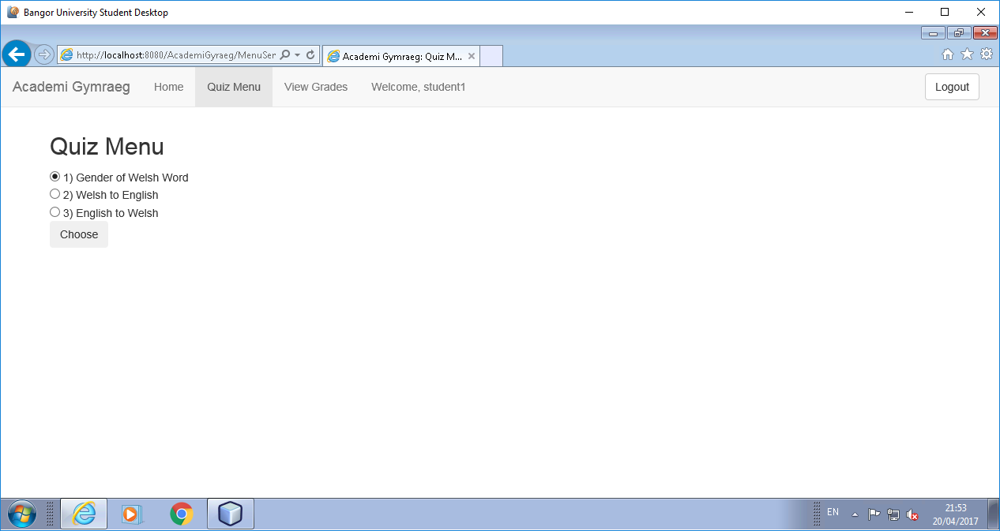 Bangor University Student Desktop
http://localhost:8080/AcademiGyraeg/MenuSer
Academi Gymraeg: Quiz M...
Academi Gymraeg Home Quiz Menu View Grades Welcome, student1 Logout
Quiz Menu
1) Gender of Welsh Word
2) Welsh to English
3) English to Welsh
Choose
EN
21:53
20/04/2017